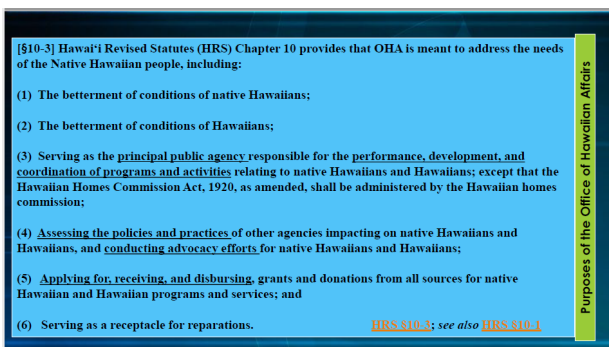 [§10-3] Hawai‘i Revised Statutes (HRS) Chapter 10 provides that OHA is meant to address the needs
of the Native Hawaiian people, including:
(1) The betterment of conditions of native Hawaiians;
(2) The betterment of conditions of Hawaiians;
(3) Serving as the principal public agency responsible for the performance, development, and
coordination of programs and activities relating to native Hawaiians and Hawaiians; except that the
Hawaiian Homes Commission Act, 1920, as amended, shall be administered by the Hawaiian homes
commission;
(4) Assessing the policies and practices of other agencies impacting on native Hawaiians and
Hawaiians, and conducting advocacy efforts for native Hawaiians and Hawaiians;
(5) Applying for, receiving, and disbursing, grants and donations from all sources for native
Hawaiian and Hawaiian programs and services; and
(6) Serving as a receptacle for reparations. HRS §10-3; see also HRS §10-1
Purposes of the Office of Hawaiian Affairs